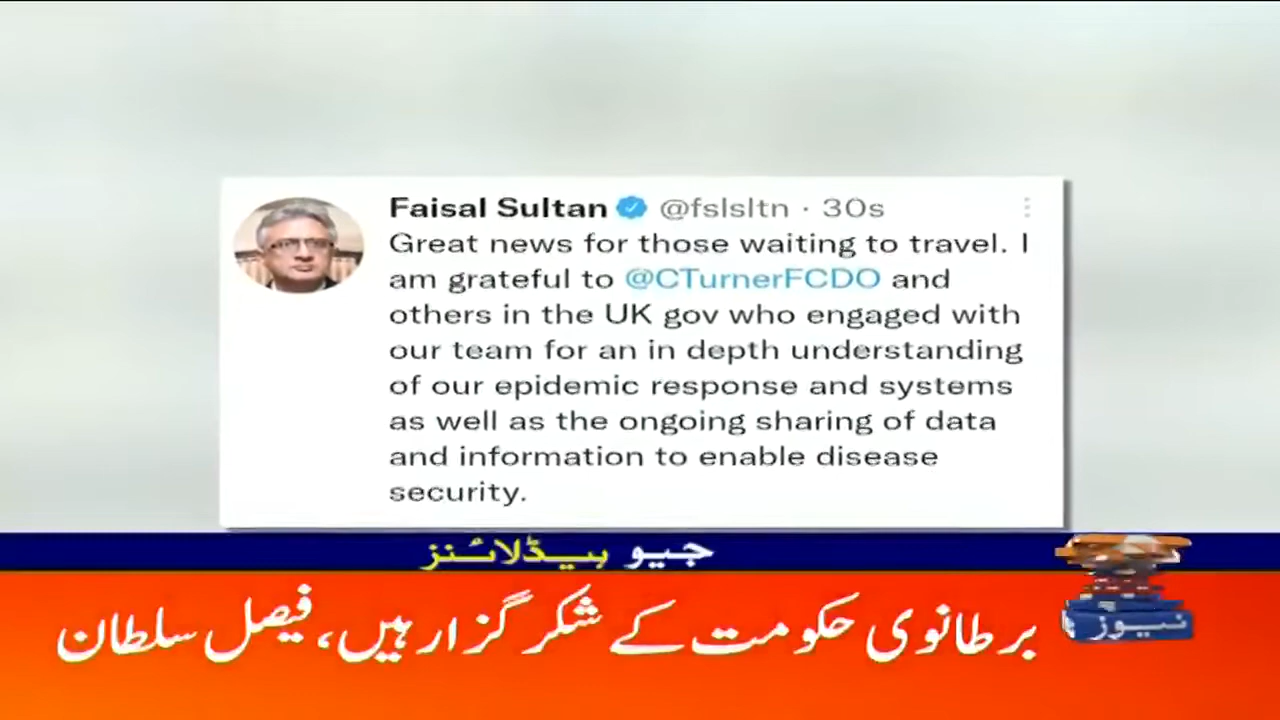 Faisal Sultan @fslsltn · 30s
Great news for those waiting to travel. I
am grateful to @CTurnerFCDO and
others in the UK gov who engaged with
our team for an in depth understanding
of our epidemic response and systems
as well as the ongoing sharing of data
and information to enable disease
security.
جیو ہیڈلائنز
برطانوی حکومت کے شکر گزار ہیں، فیصل سلطان
نیوز